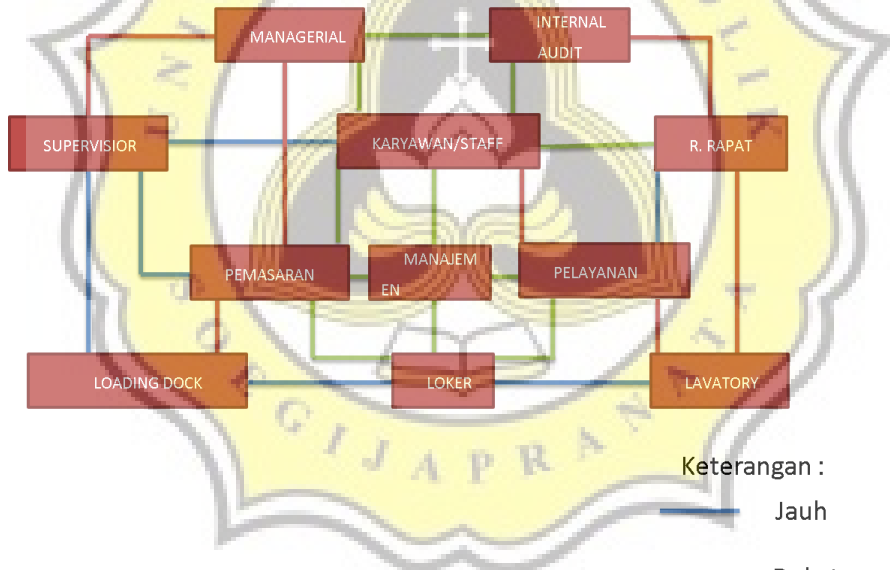 MANAGERIAL
INTERNAL
AUDIT
SUPERVISIOR
KARYAWAN/STAFF
R. RAPAT
PEMASARAN
MANAJEM
EN
PELAYANAN
LOADING DOCK
LOKER
LAVATORY
Keterangan :
Jauh